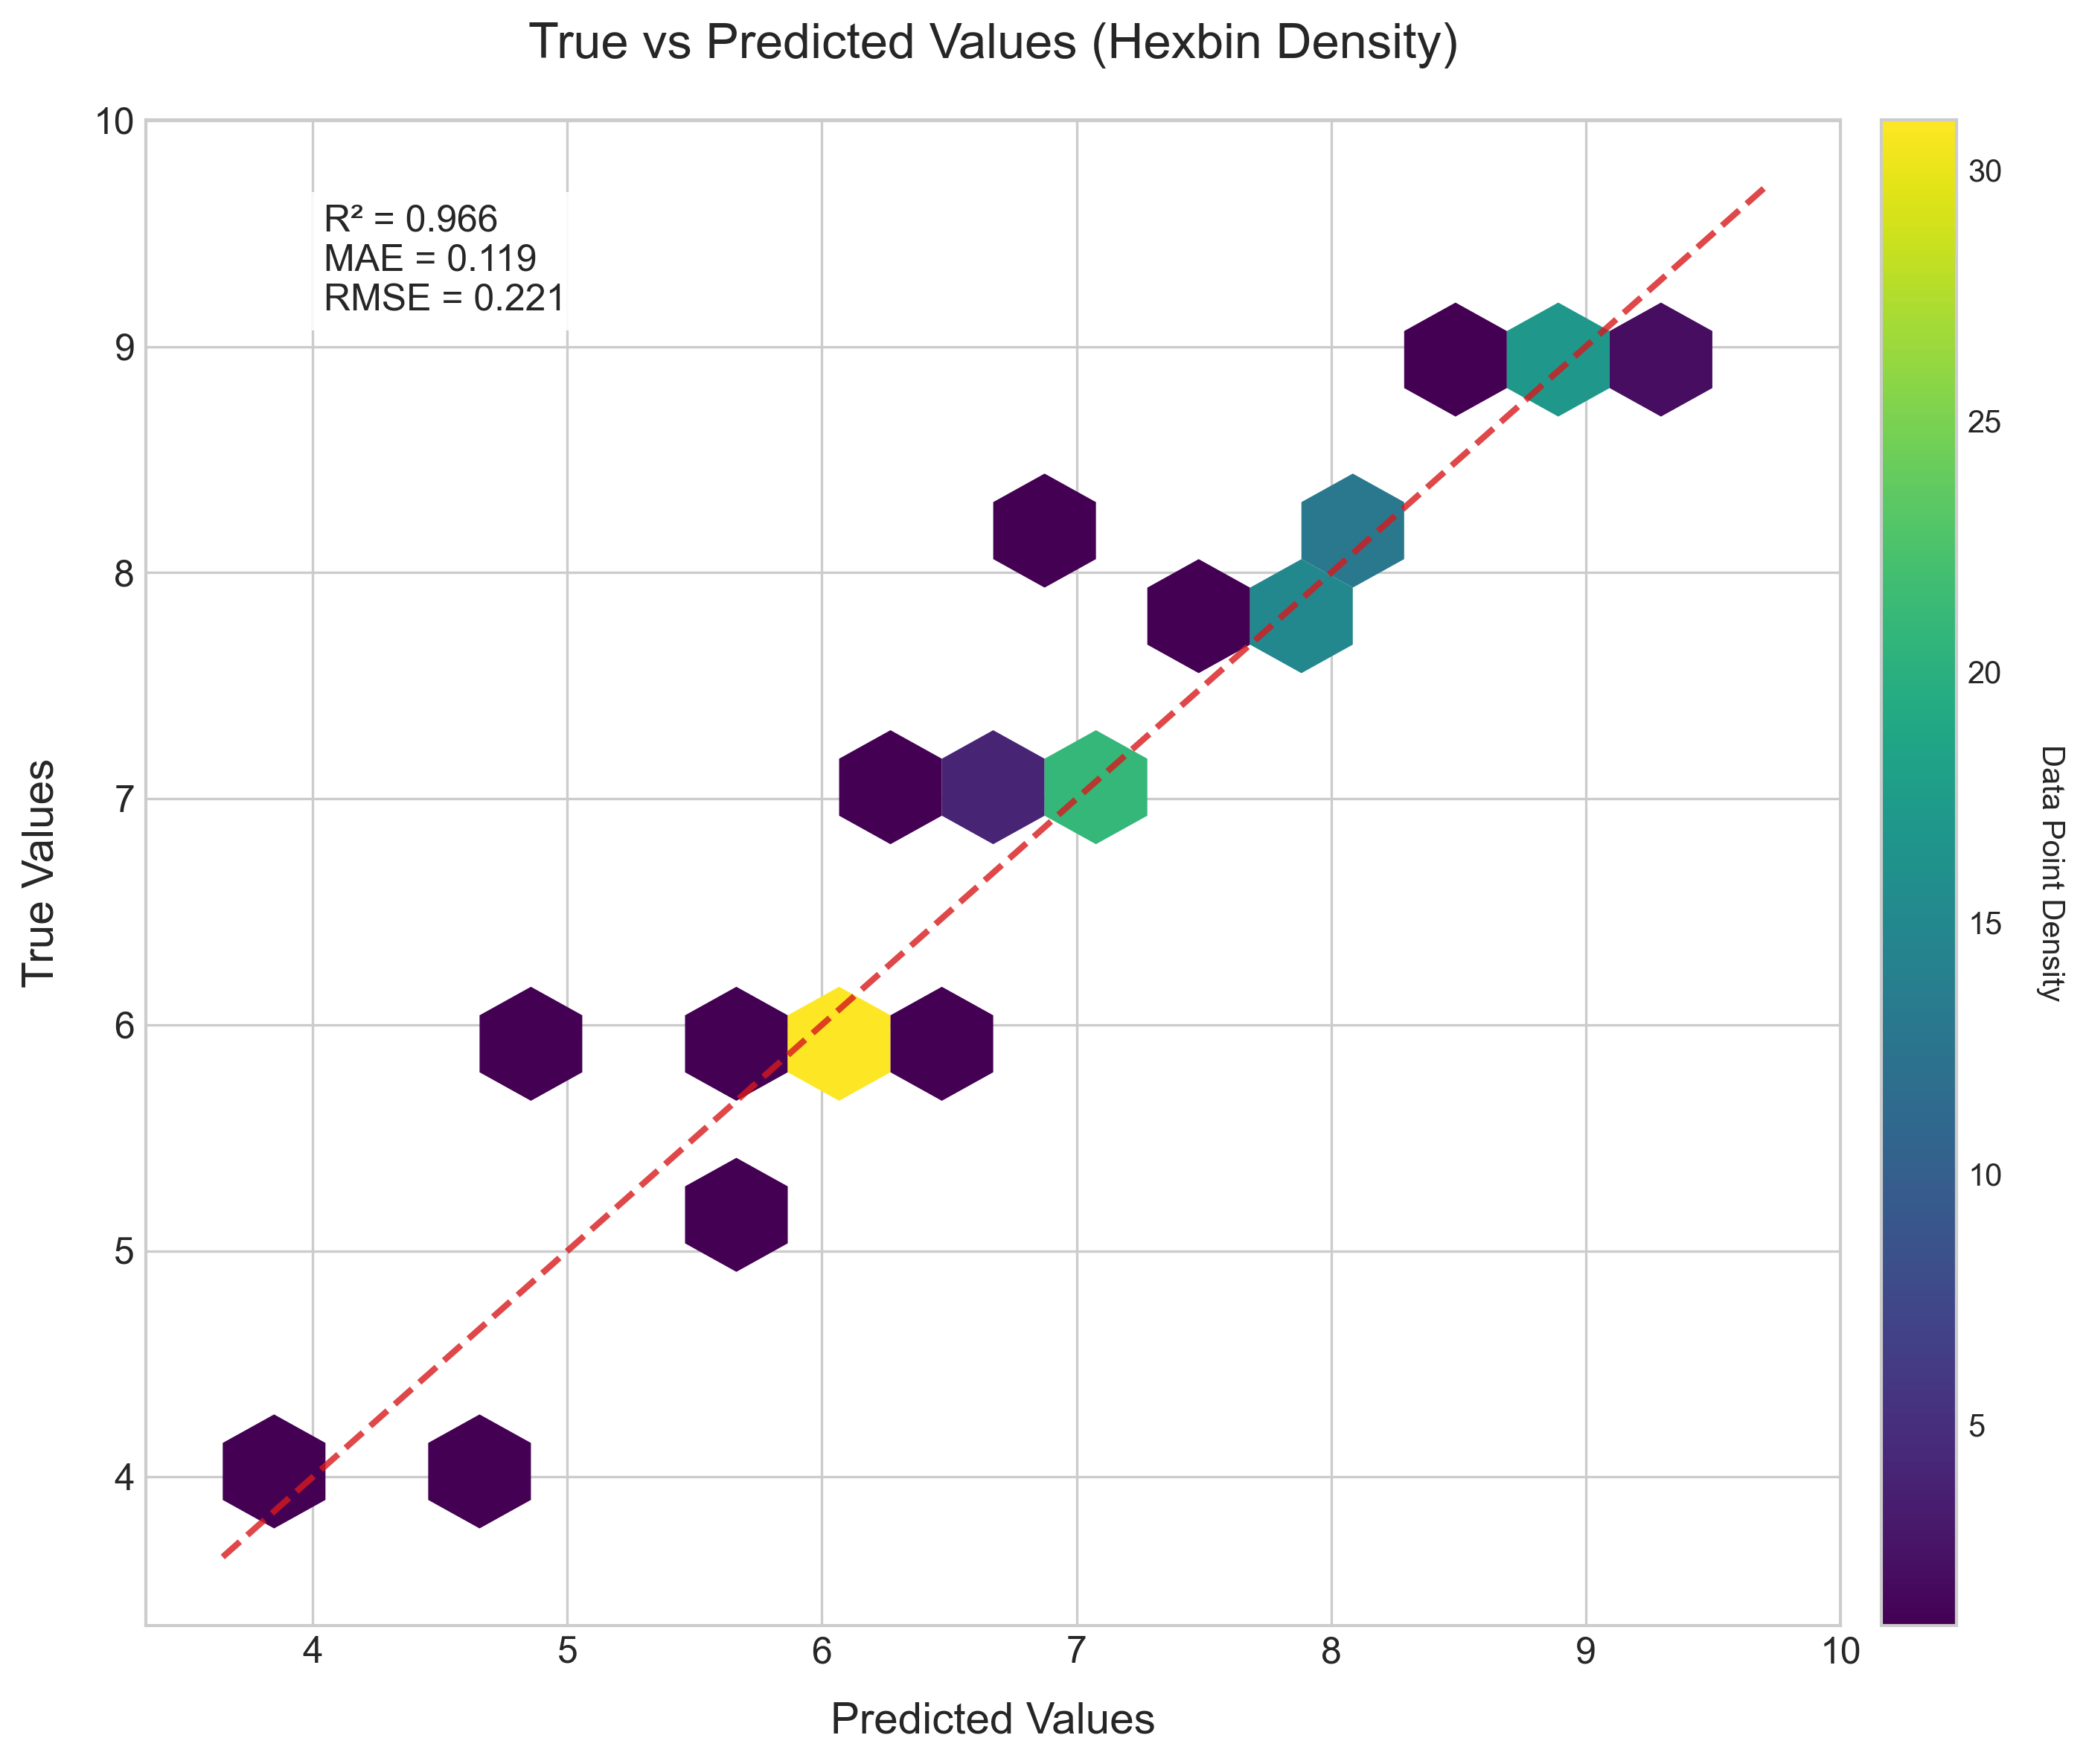 True vs Predicted Values (Hexbin Density)
R² = 0.966
MAE = 0.119
RMSE = 0.221
True Values
10
9
8
7
6
5
4
4
5
6
7
8
9
10
Predicted Values
30
25
20
15
10
5
Data Point Density